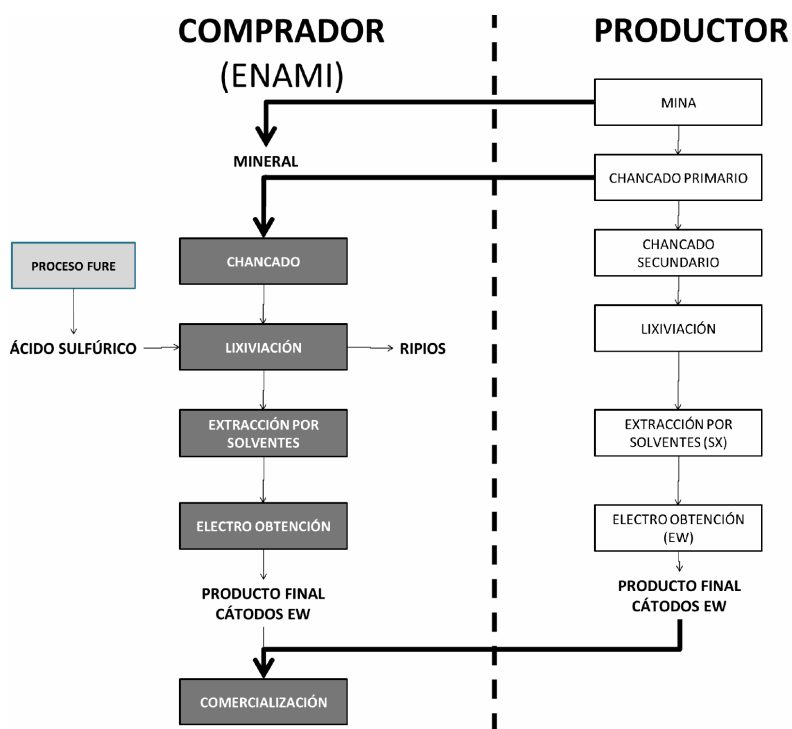 COMPRADOR
(ENAMI)
PRODUCTOR
MINA
MINERAL
CHANCADO PRIMARIO
CHANCADO
SECUNDARIO
PROCESO FURE
CHANCADO
ÁCIDO SULFÚRICO
LIXIVIACIÓN
RIPIOS
LIXIVIACIÓN
EXTRACCIÓN POR
SOLVENTES
EXTRACCIÓN POR
SOLVENTES (SX)
ELECTRO OBTENCIÓN
ELECTRO OBTENCIÓN
(EW)
PRODUCTO FINAL
CÁTODOS EW
PRODUCTO FINAL
CÁTODOS EW
COMERCIALIZACIÓN